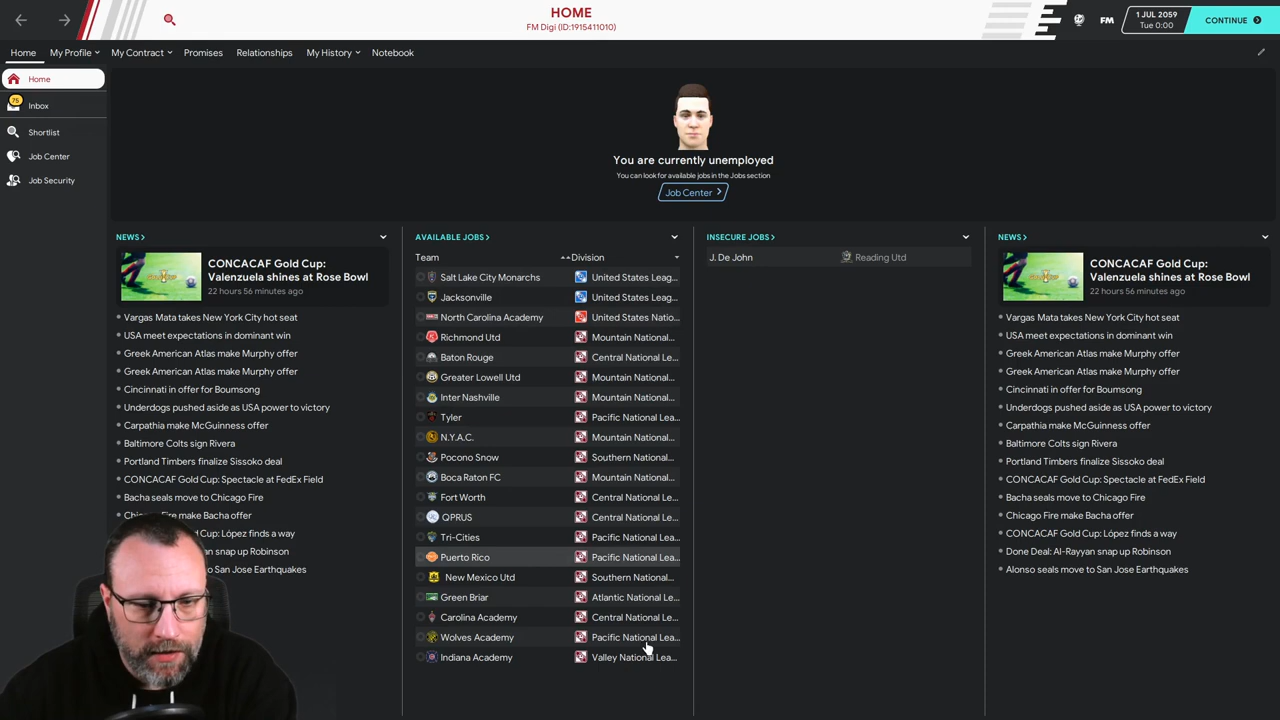 HOME
FM Digi (ID:1915411010)
FM
1 JUL 2059
Tue 0:00
CONTINUE
Home
My Profile
My Contract
Promises
Relationships
My History
Notebook
Home
75
Inbox
Shortlist
Job Center
Job Security
You are currently unemployed
You can look for available jobs in the Jobs section
Job Center
NEWS
CONCACAF Gold Cup:
Valenzuela shines at Rose Bowl
22 hours 56 minutes ago
Vargas Mata takes New York City hot seat
USA meet expectations in dominant win
Greek American Atlas make Murphy offer
Greek American Atlas make Murphy offer
Cincinnati in offer for Boumsong
Underdogs pushed aside as USA power to victory
Carpathia make McGuinness offer
Baltimore Colts sign Rivera
Portland Timbers finalize Sissoko deal
CONCACAF Gold Cup: Spectacle at FedEx Field
Bacha seals move to Chicago Fire
Fire make Bacha offer
d Cup: López finds a way
an snap up Robinson
o San Jose Earthquakes
AVAILABLE JOBS
Team Division
Salt Lake City Monarchs United States Leag...
Jacksonville United States Leag...
North Carolina Academy United States Natio...
Richmond Utd Mountain National...
Baton Rouge Central National Le...
Greater Lowell Utd Mountain National...
Inter Nashville Mountain National...
Tyler Pacific National Lea...
N.Y.A.C. Mountain National...
Pocono Snow Southern National...
Boca Raton FC Mountain National...
Fort Worth Central National Le...
QPRUS Central National Le...
Tri-Cities Pacific National Lea...
Puerto Rico Pacific National Lea...
New Mexico Utd Southern National...
Green Briar Atlantic National Le...
Carolina Academy Central National Le...
Wolves Academy Pacific National Lea...
Indiana Academy Valley National Lea...
INSECURE JOBS
J. De John Reading Utd
NEWS
CONCACAF Gold Cup:
Valenzuela shines at Rose Bowl
22 hours 56 minutes ago
Vargas Mata takes New York City hot seat
USA meet expectations in dominant win
Greek American Atlas make Murphy offer
Greek American Atlas make Murphy offer
Cincinnati in offer for Boumsong
Underdogs pushed aside as USA power to victory
Carpathia make McGuinness offer
Baltimore Colts sign Rivera
Portland Timbers finalize Sissoko deal
CONCACAF Gold Cup: Spectacle at FedEx Field
Bacha seals move to Chicago Fire
Chicago Fire make Bacha offer
CONCACAF Gold Cup: López finds a way
Done Deal: Al-Rayyan snap up Robinson
Alonso seals move to San Jose Earthquakes